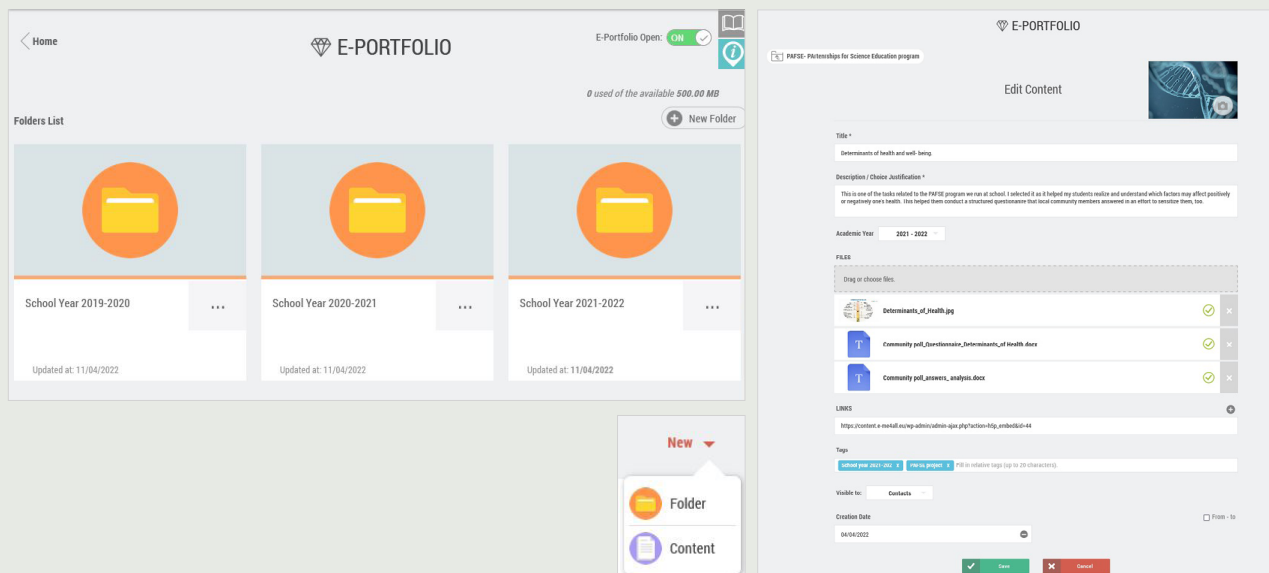 Home
E-PORTFOLIO
E-Portfolio Open: ON
0 used of the available 500.00 MB
Folders List
New Folder
School Year 2019-2020
...
Updated at: 11/04/2022
School Year 2020-2021
...
Updated at: 11/04/2022
School Year 2021-2022
...
Updated at: 11/04/2022
New
Folder
Content
E-PORTFOLIO
PAFSE- PArtenships for Science Education program
Edit Content
Title *
Determinants of health and well- being.
Description / Choice Justification *
This is one of the tasks related to the PAFSE program we run at school. I selected it as it helped my students realize and understand which factors may affect positively
or negatively one's health. helped them conduct a structured that local community members answered in an effort to sensitize them, too.
Academic Year 2021 - 2022
FILES
Drag or choose files.
Determinants_of_Health.jpg
T Community poll_Questionnaire_Determinants_of Health.docx
T Community poll_answers_ analysis.docx
LINKS
https://content.e-me4all.eu/wp-admin/admin-ajax.php?action=h5p_embed&id=44
Tags
School year 2021-202 x PAFSE project x Fill in relative tags (up to 20 characters).
Visible to: Contacts
Creation Date
From - to
04/04/2022
Save Cancel